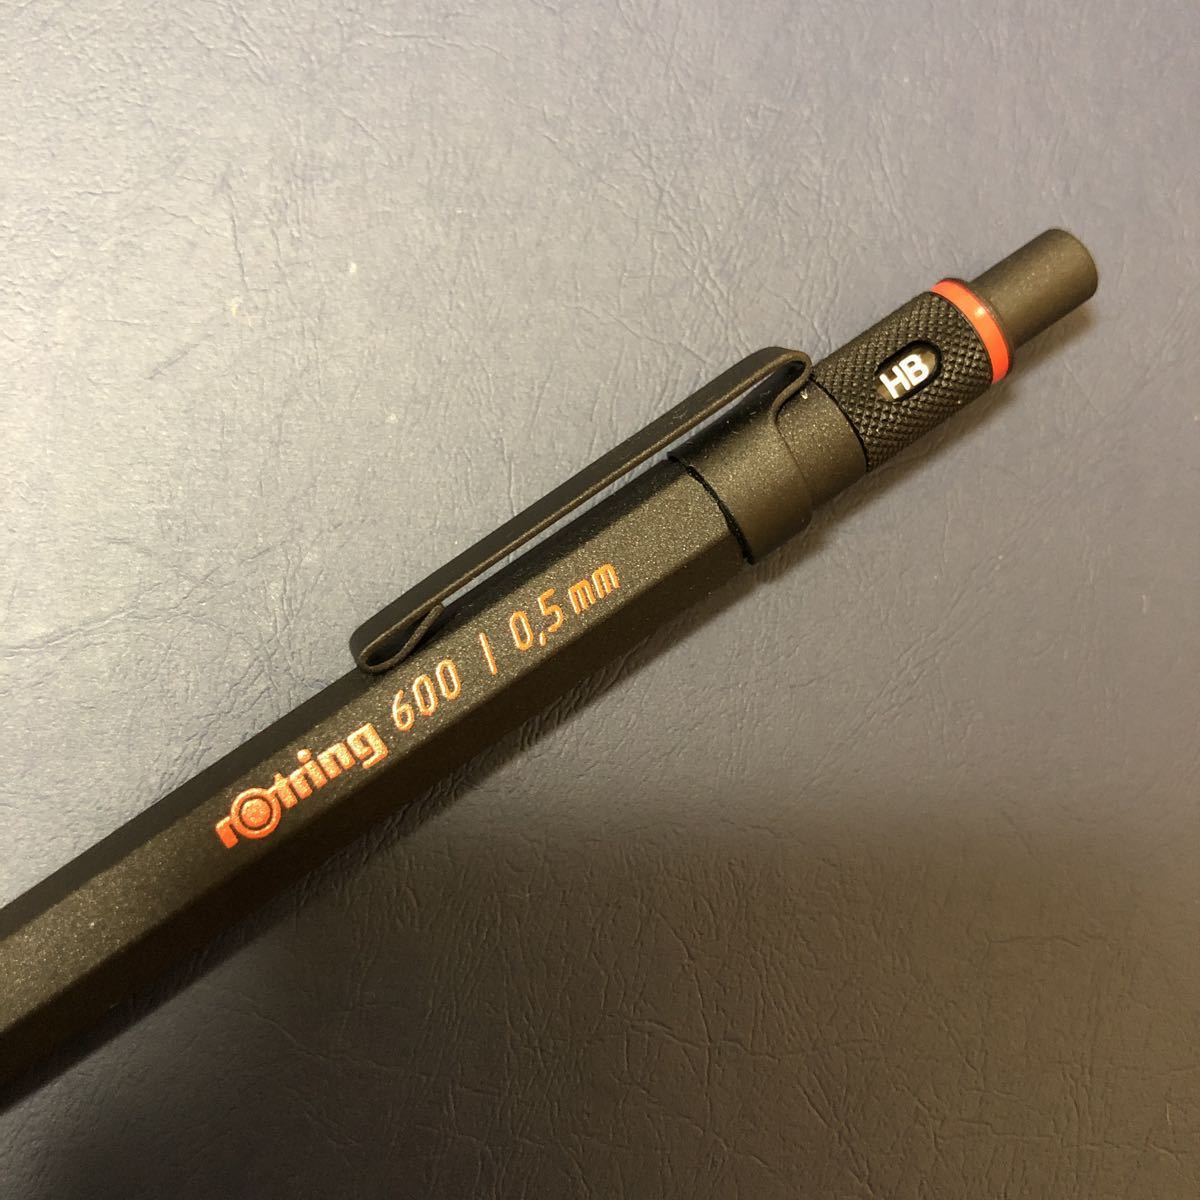 rOtring 600 | 0,5 mm
HB